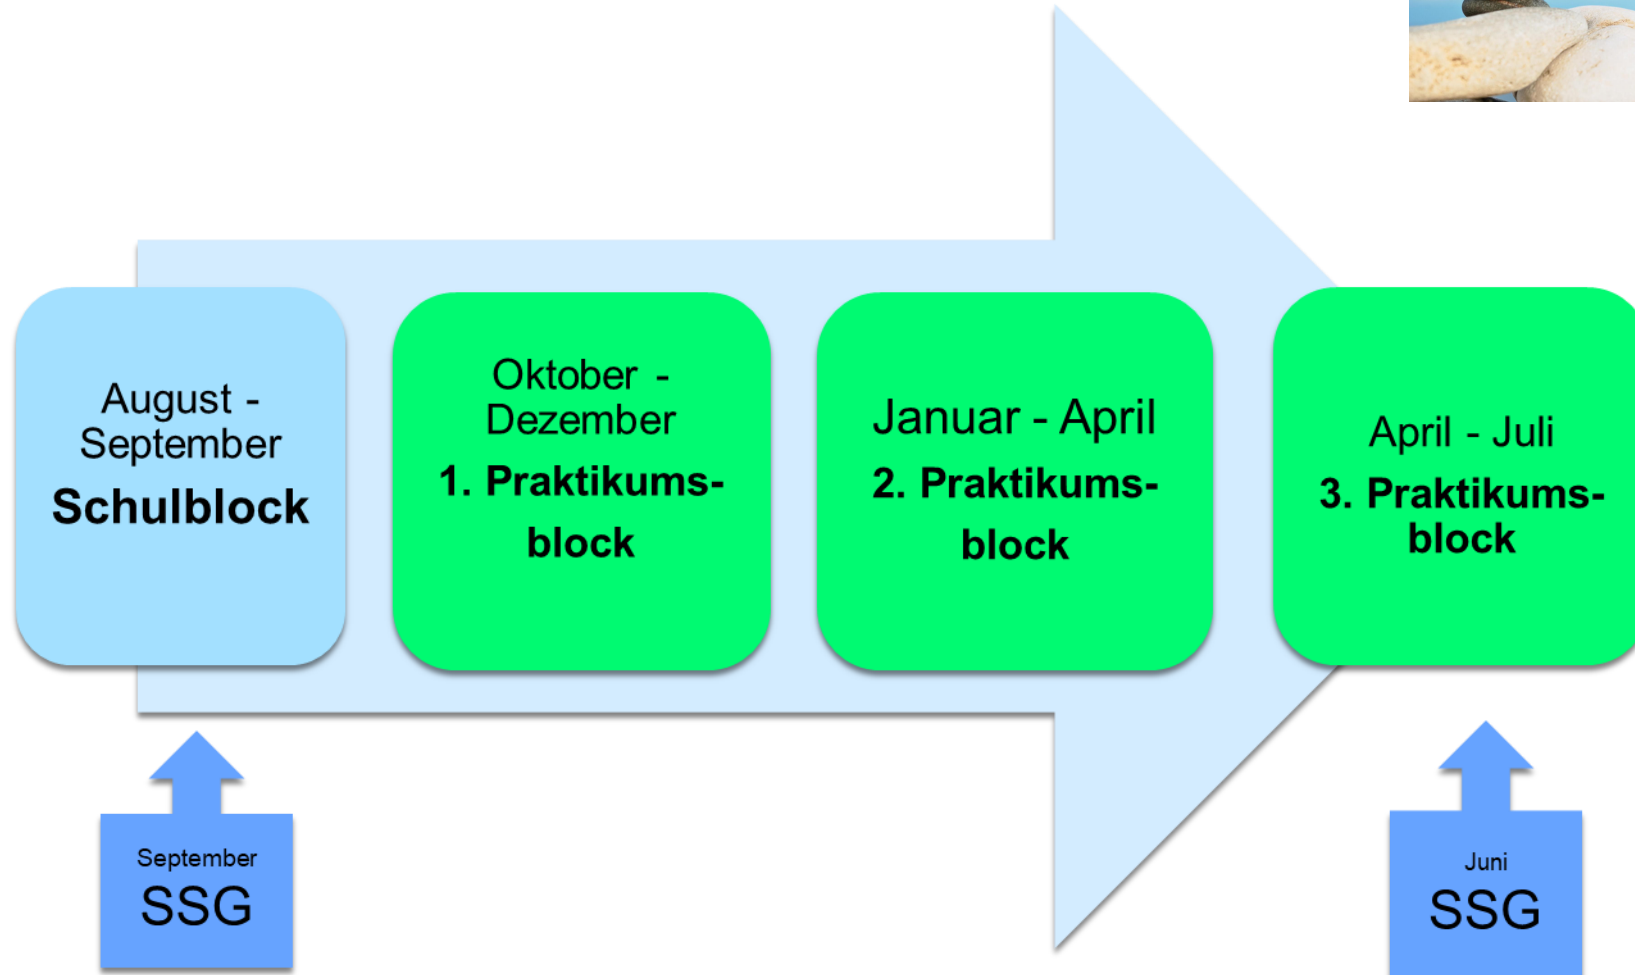 August -
September
Schulblock
Oktober -
Dezember
1. Praktikums-
block
Januar - April
2. Praktikums-
block
April - Juli
3. Praktikums-
block
September
SSG
Juni
SSG